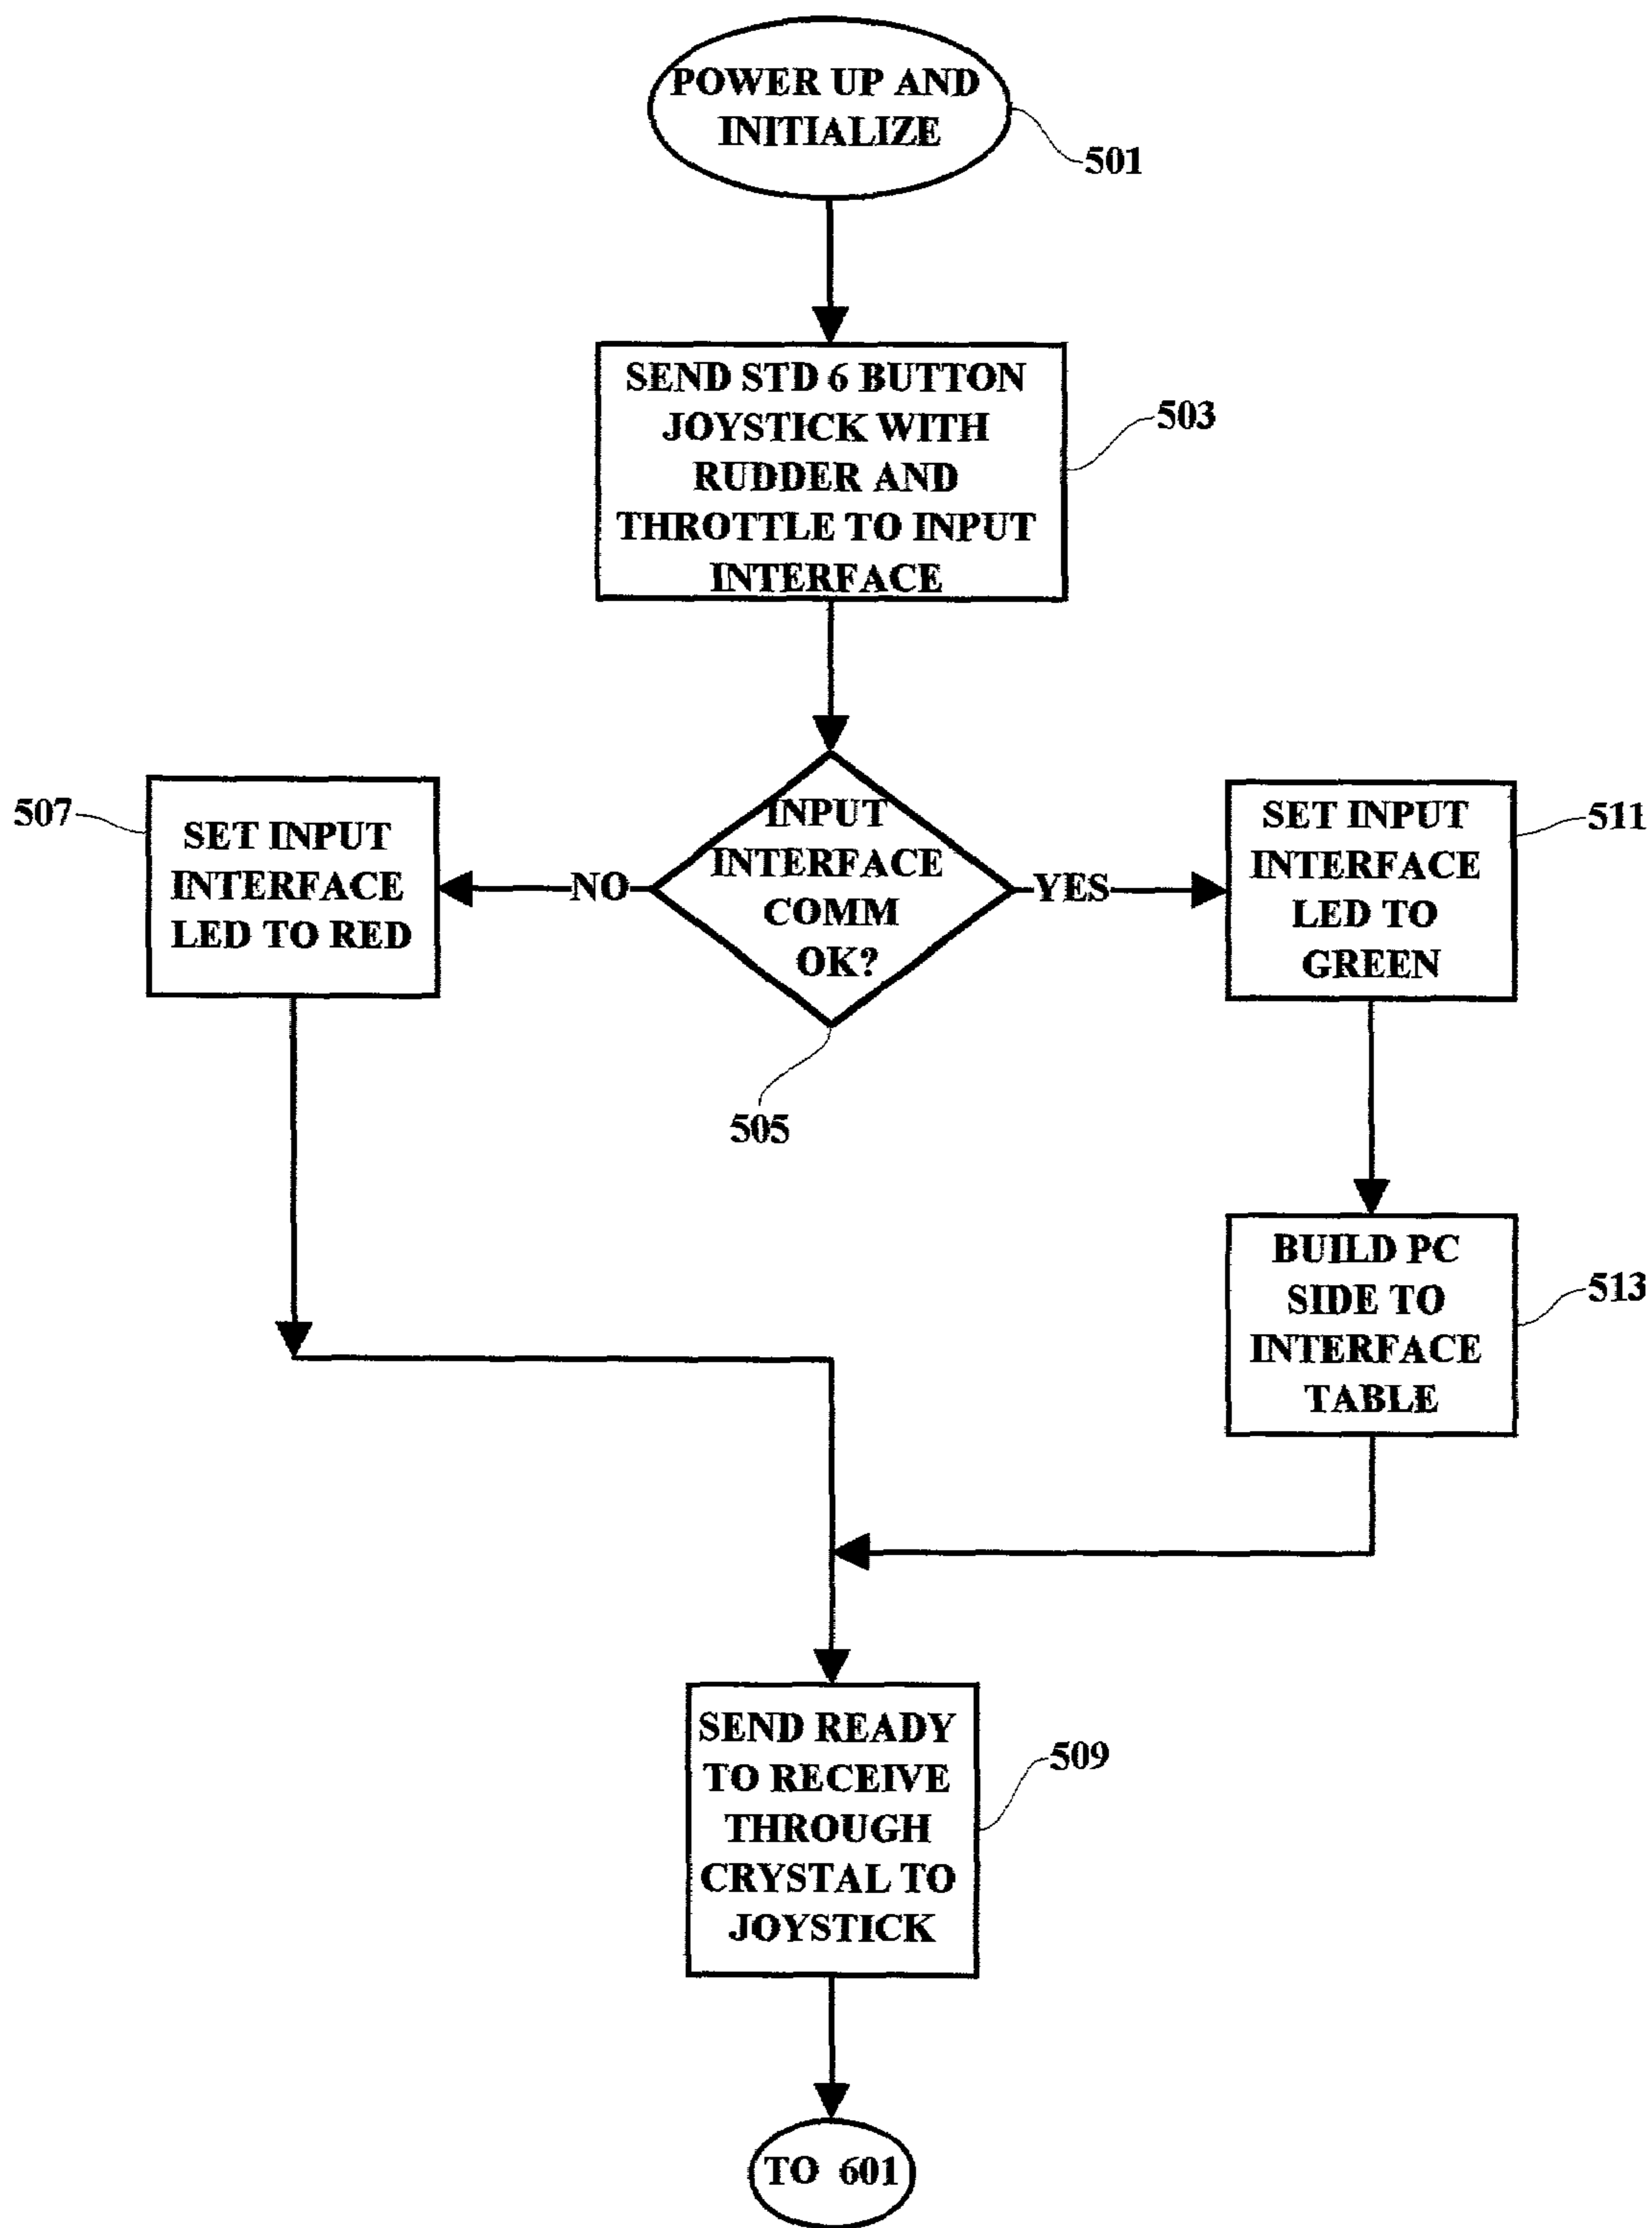 POWER UP AND
INITIALIZE
501
SEND STD 6 BUTTON
JOYSTICK WITH
RUDDER AND
THROTTLE TO INPUT
INTERFACE
503
507
SET INPUT
INTERFACE
LED TO RED
NO
INPUT
INTERFACE
COMM
OK?
505
YES
SET INPUT
INTERFACE
LED TO
GREEN
511
BUILD PC
SIDE TO
INTERFACE
TABLE
513
SEND READY
TO RECEIVE
THROUGH
CRYSTAL TO
JOYSTICK
509
TO 601